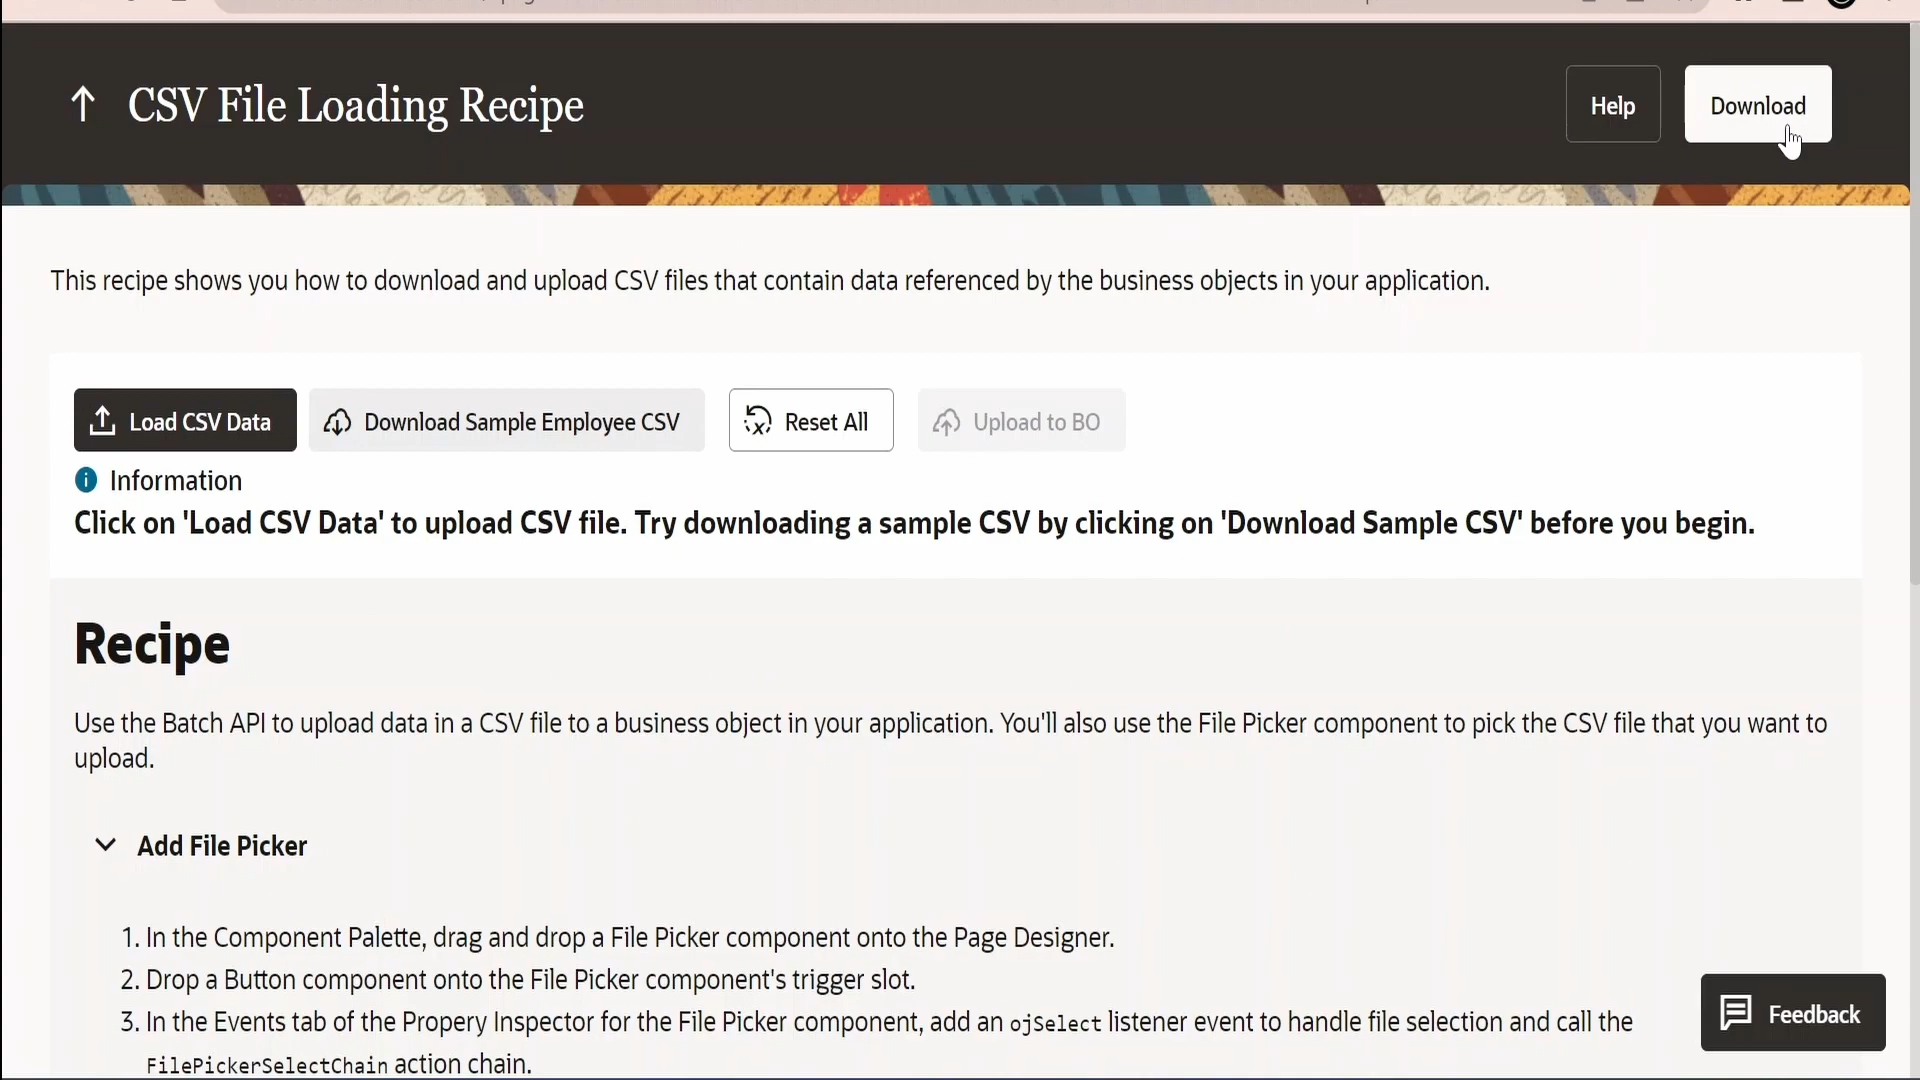 CSV File Loading Recipe
Help
Download
This recipe shows you how to download and upload CSV files that contain data referenced by the business objects in your application.
Load CSV Data
Download Sample Employee CSV
Reset All
Upload to BO
Information
Click on 'Load CSV Data' to upload CSV file. Try downloading a sample CSV by clicking on 'Download Sample CSV' before you begin.
Recipe
Use the Batch API to upload data in a CSV file to a business object in your application. You'll also use the File Picker component to pick the CSV file that you want to
upload.
Add File Picker
1. In the Component Palette, drag and drop a File Picker component onto the Page Designer.
2. Drop a Button component onto the File Picker component's trigger slot.
3. In the Events tab of the Propery Inspector for the File Picker component, add an ojSelect listener event to handle file selection and call the
FilePickerSelectChain action chain.
Feedback